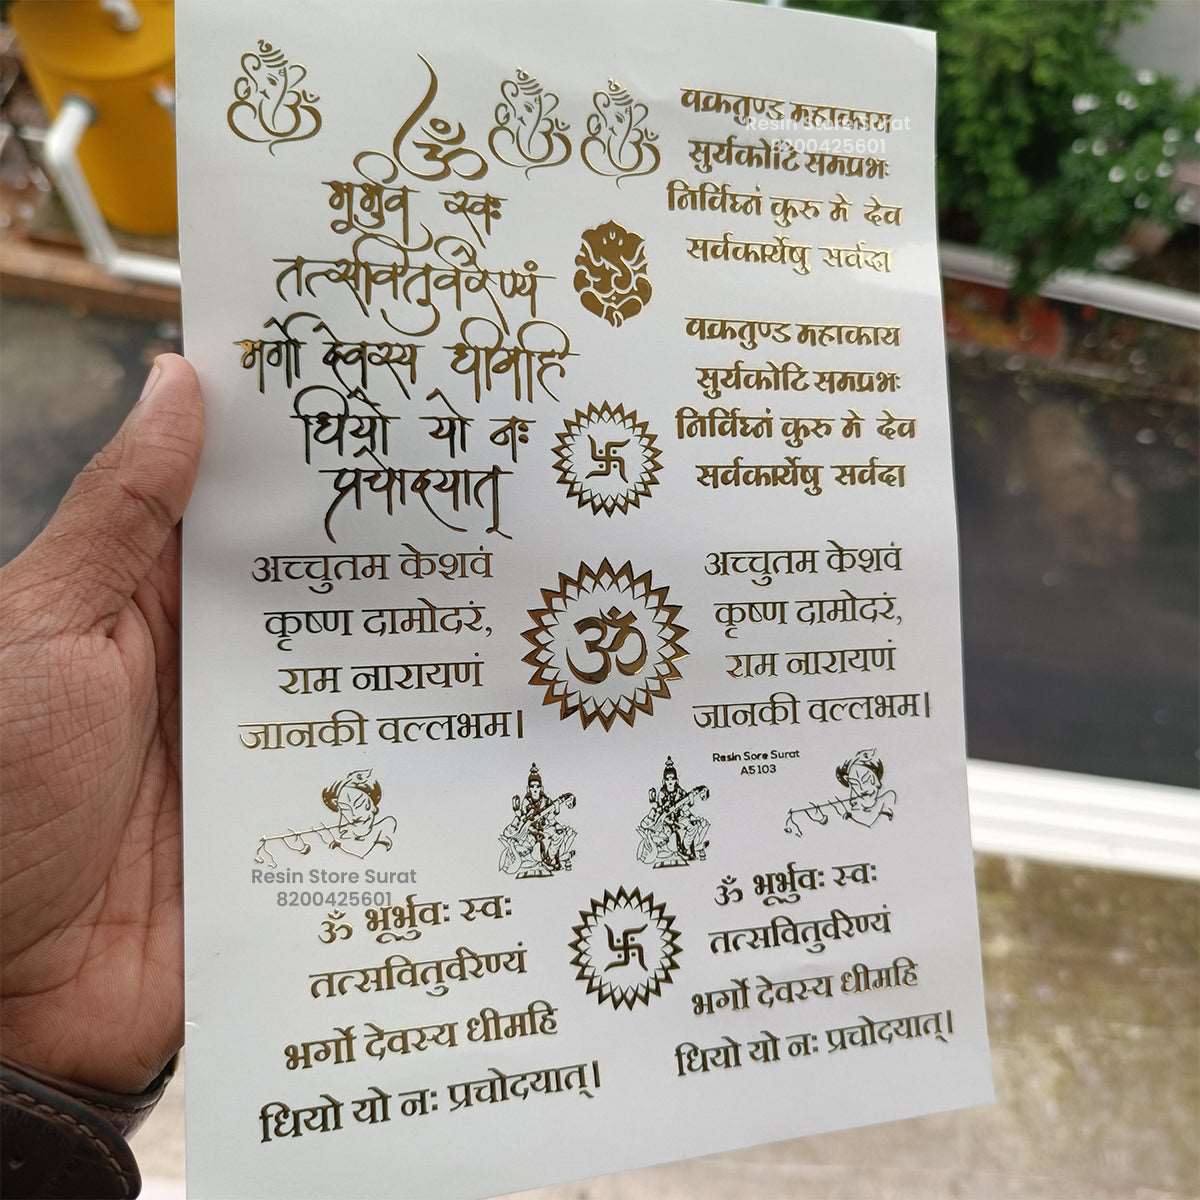 ॐ
भूर्भुव स्वः
तत्सवितुर्वरेण्यं
भर्गो देवस्य धीमहि
धियो यो नः
प्रचोदयात्
वक्रतुण्ड महाकाय
सुर्यकोटि समप्रभः
निर्विघ्नं कुरु मे देव
सर्वकार्येषु सर्वदा
Resin Store Surat
8200425601
वक्रतुण्ड महाकाय
सुर्यकोटि समप्रभः
निर्विघ्नं कुरु मे देव
सर्वकार्येषु सर्वदा
अच्चुतम केशवं
कृष्ण दामोदरं,
राम नारायणं
जानकी वल्लभम।
ॐ
अच्चुतम केशवं
कृष्ण दामोदरं,
राम नारायणं
जानकी वल्लभम।
Resin Sore Surat
A5103
Resin Store Surat
8200425601
ॐ भूर्भुवः स्वः
तत्सवितुर्वरेण्यं
भर्गो देवस्य धीमहि
धियो यो नः प्रचोदयात्।
ॐ भूर्भुवः स्वः
तत्सवितुर्वरेण्यं
भर्गो देवस्य धीमहि
धियो यो नः प्रचोदयात्।